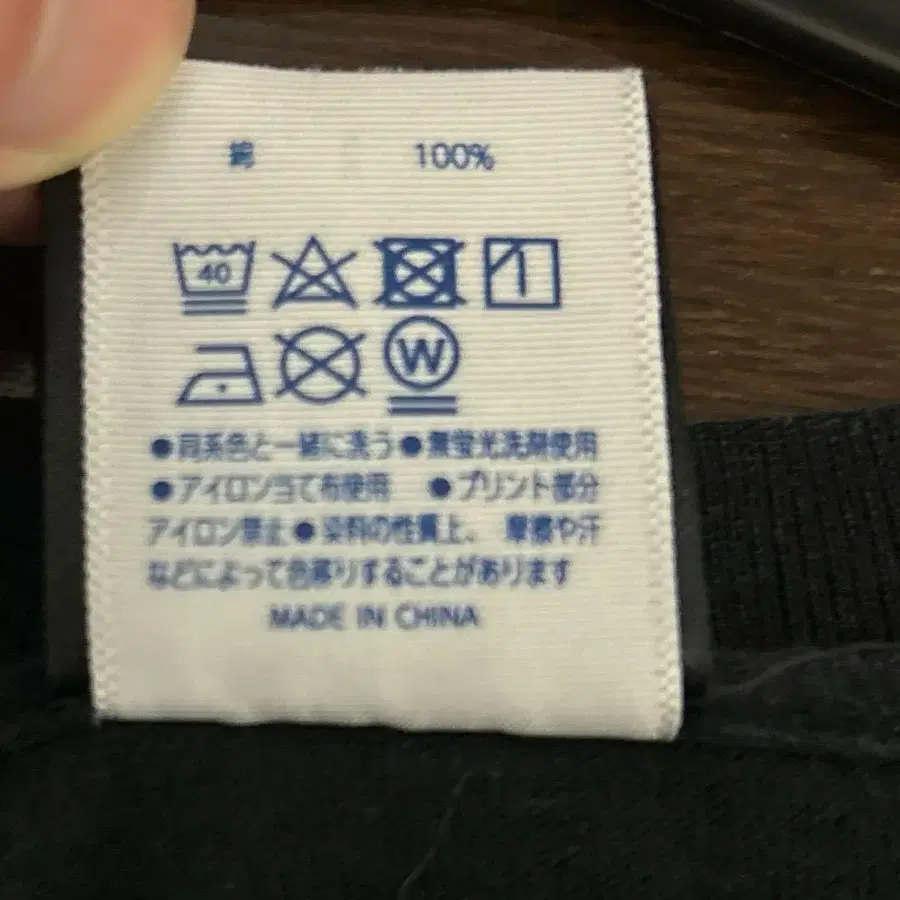 綿 100%
40
W
●同系色と一緒に洗う●無蛍光洗剤使用
●アイロン当て布使用 ●プリント部分
アイロン禁止●染料の性質上、摩擦や汗
などによって色移りすることがあります
MADE IN CHINA